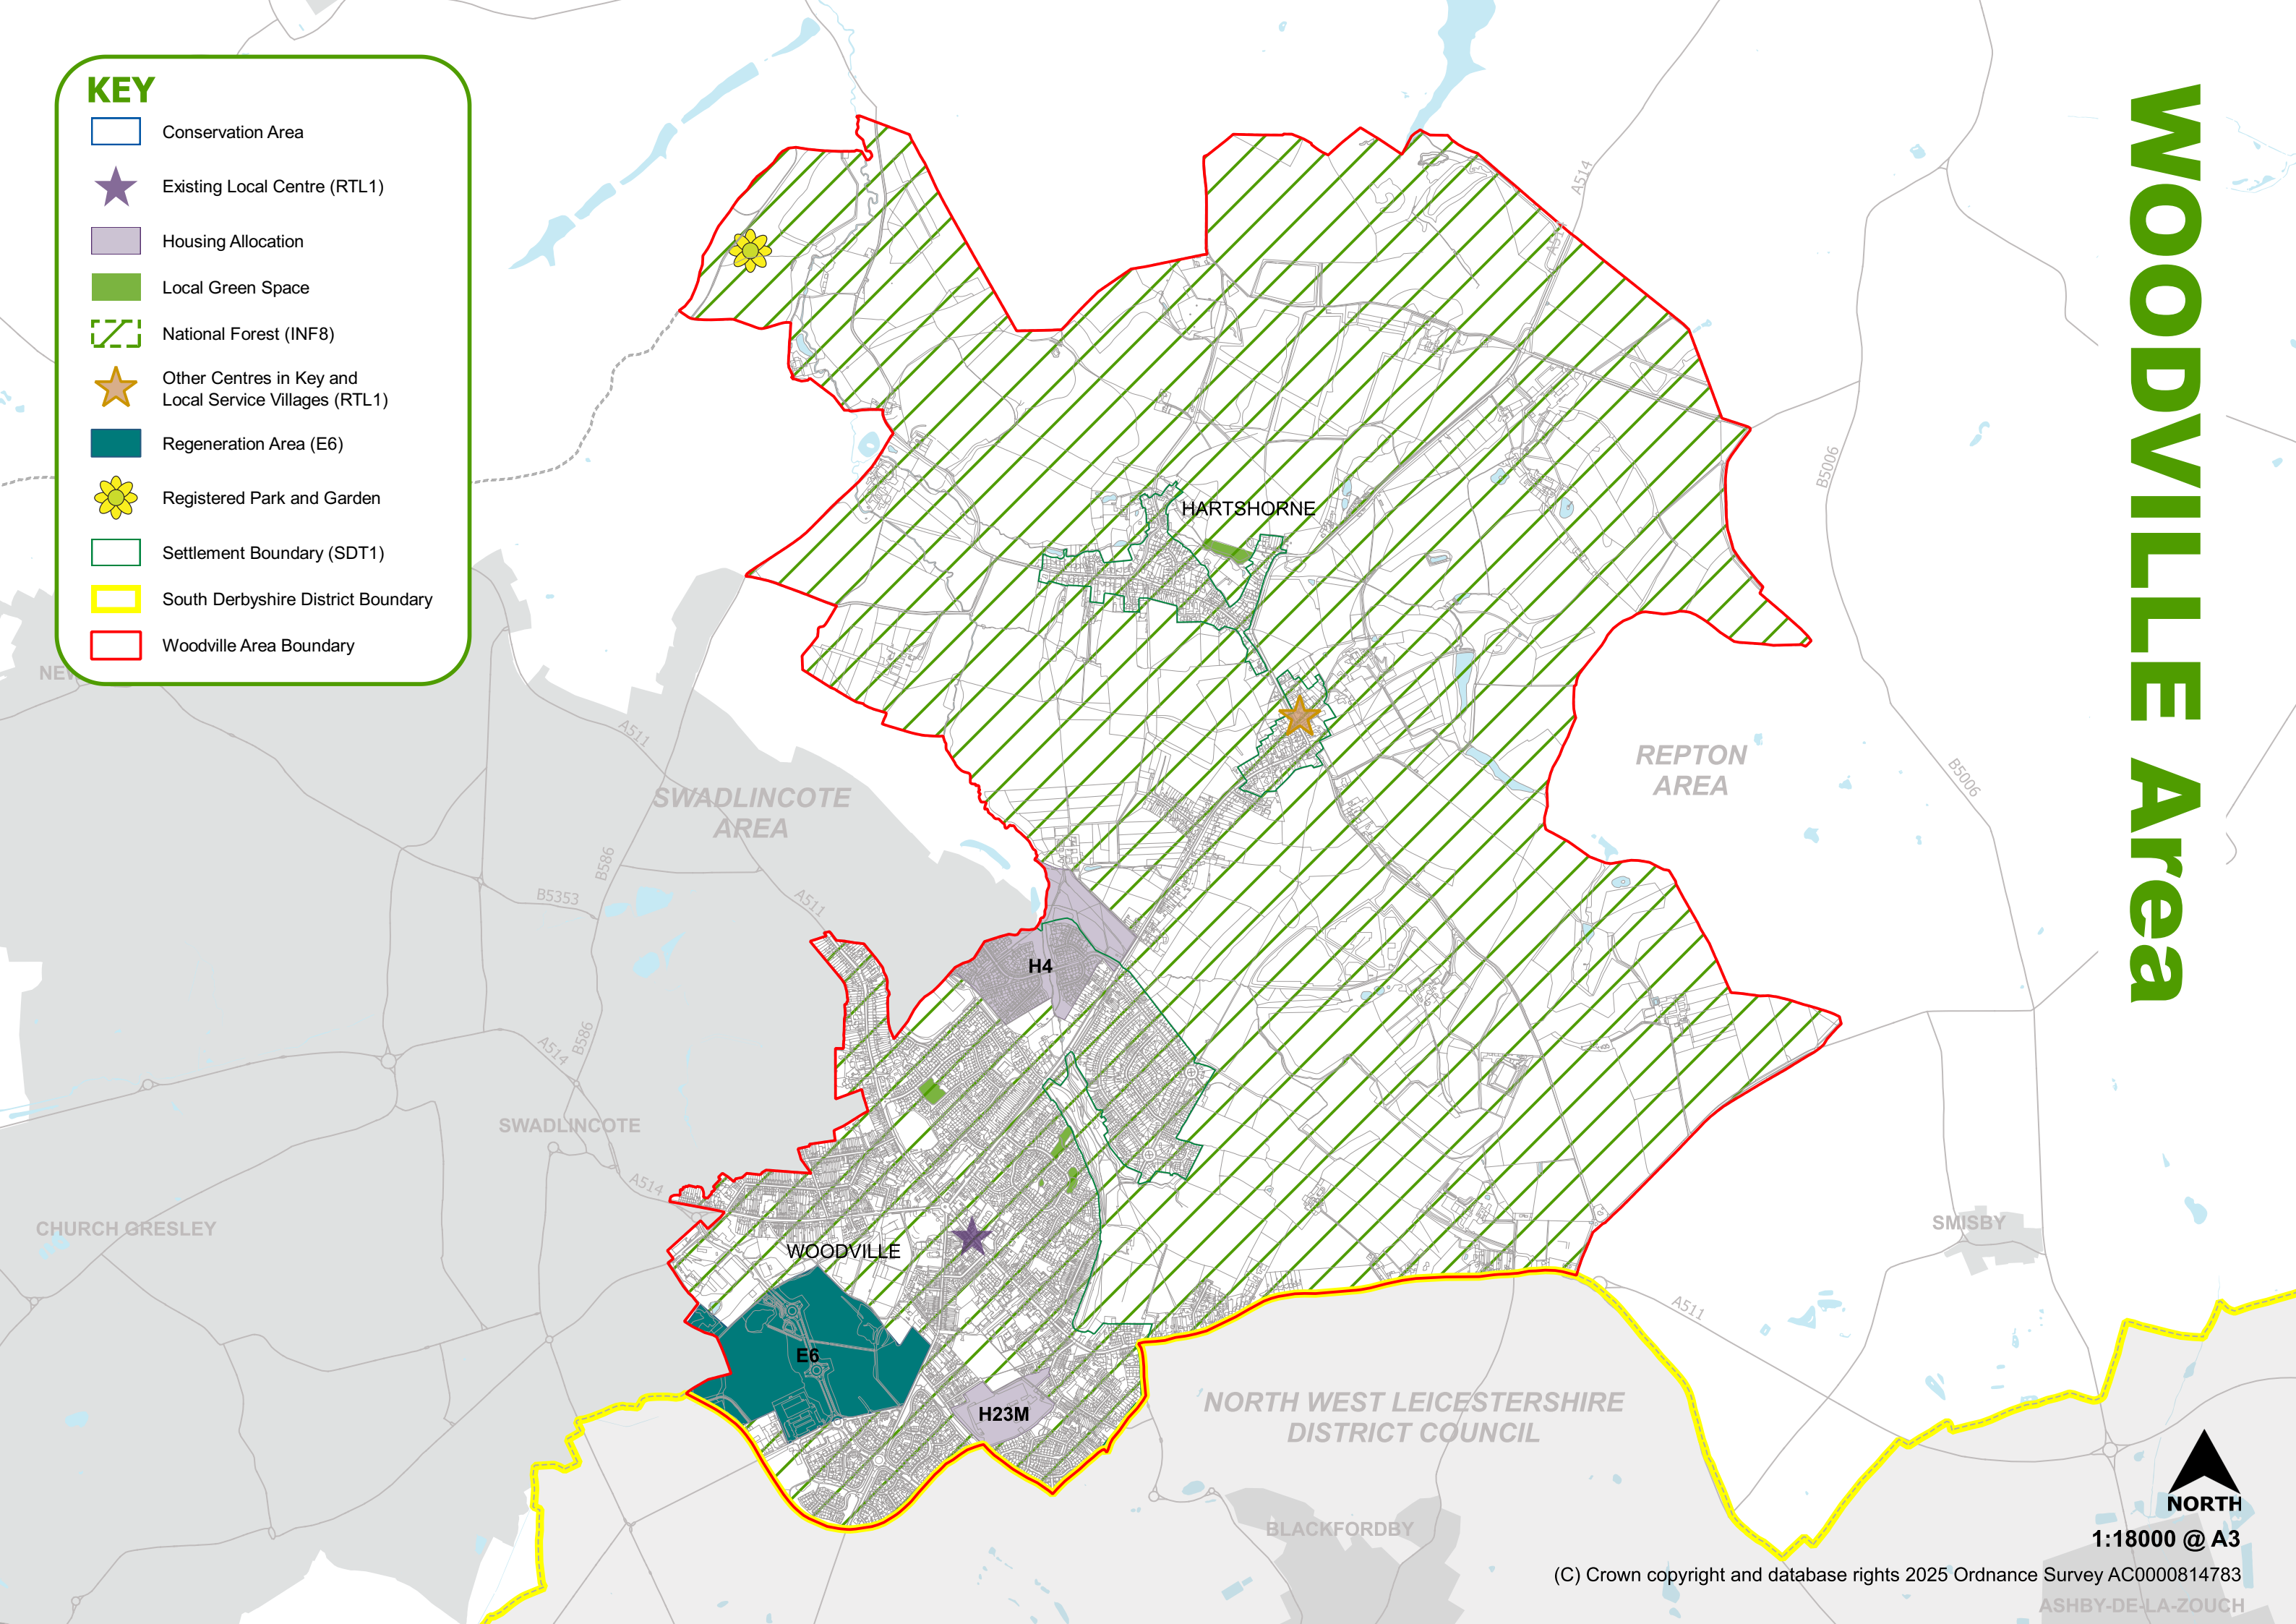 KEY
Conservation Area
Existing Local Centre (RTL1)
Housing Allocation
Local Green Space
National Forest (INF8)
Other Centres in Key and
Local Service Villages (RTL1)
Regeneration Area (E6)
Registered Park and Garden
Settlement Boundary (SDT1)
South Derbyshire District Boundary
Woodville Area Boundary
WOODVILLE Area
A514
A514
B5006
HARTSHORNE
NEW
A511
SWADLINCOTE
AREA
REPTON
AREA
B5006
B586
B5353
A511
H4
A514
B586
SWADLINCOTE
A514
CHURCH GRESLEY
WOODVILLE
SMISBY
A511
E6
H23M
NORTH WEST LEICESTERSHIRE
DISTRICT COUNCIL
BLACKFORDBY
NORTH
1:18000 @ A3
(C) Crown copyright and database rights 2025 Ordnance Survey AC0000814783
ASHBY-DE-LA-ZOUCH